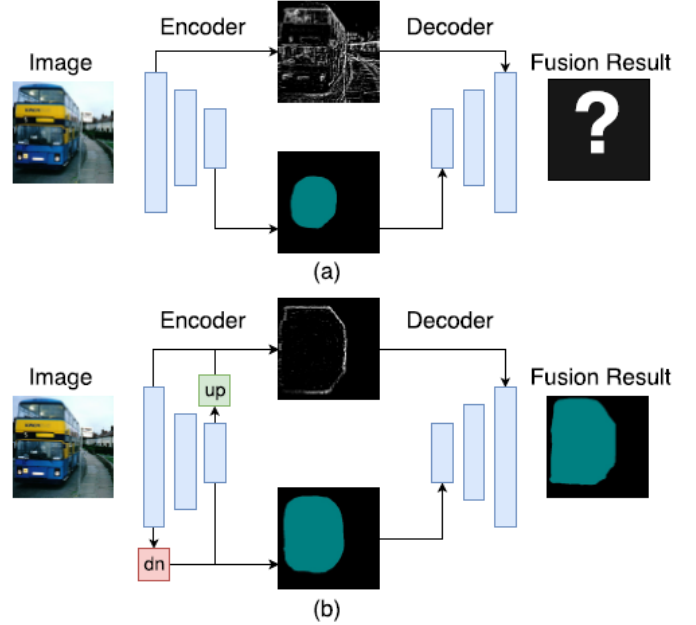 Encoder
Decoder
Image
Fusion Result
?
(a)
Encoder
Decoder
Image
Fusion Result
up
dn
(b)